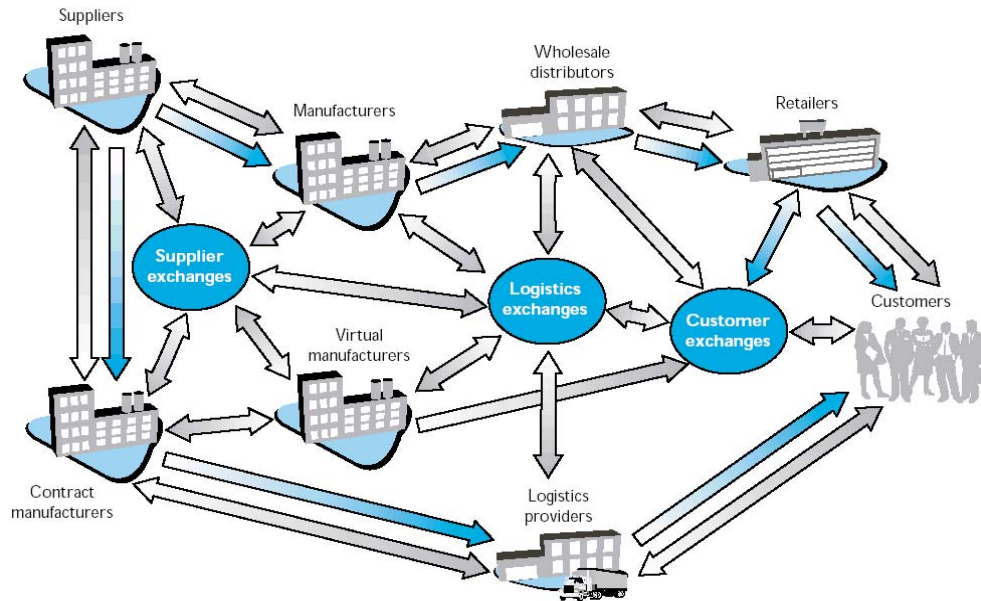 Suppliers
Wholesale
distributors
Manufacturers
Retailers
Supplier
exchanges
Logistics
exchanges
Customer
exchanges
Customers
Virtual
manufacturers
Contract
manufacturers
Logistics
providers